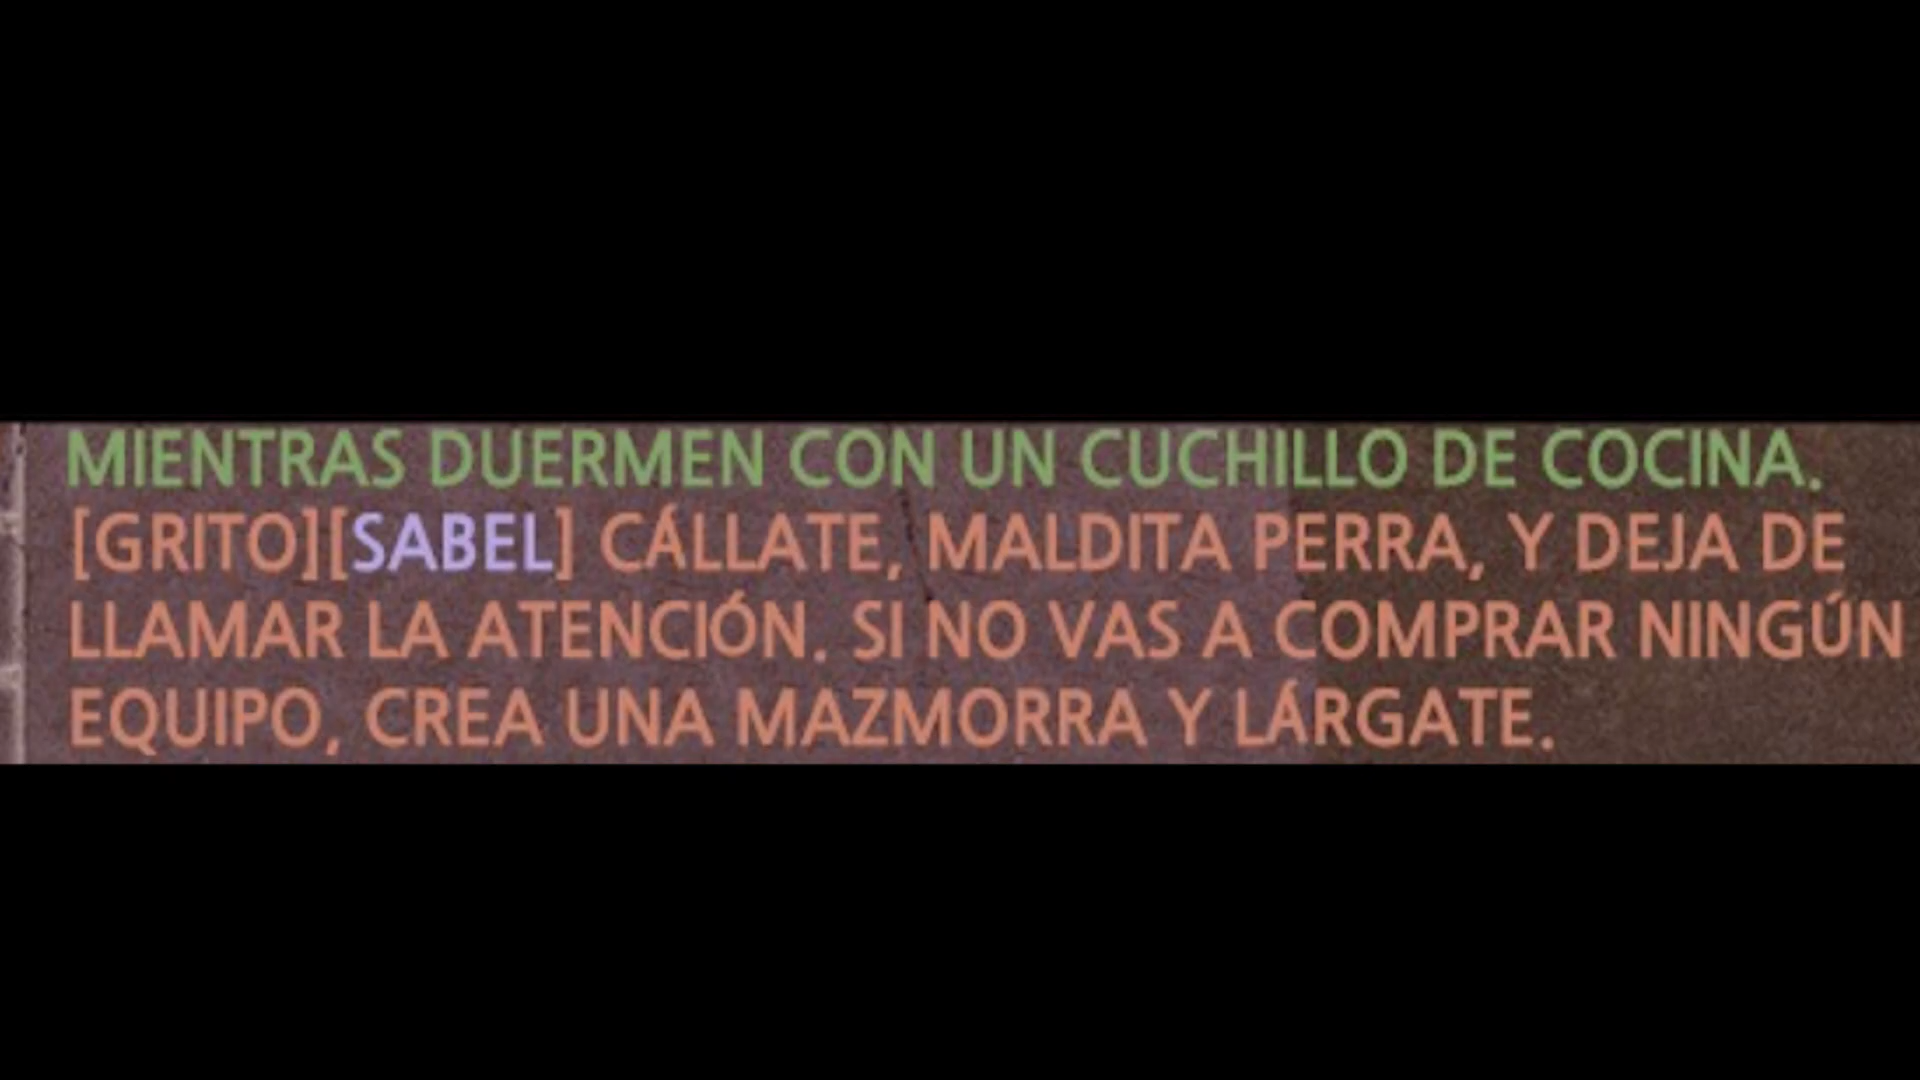 MIENTRAS DUERMEN CON UN CUCHILLO DE COCINA.
[GRITO][SABEL] CÁLLATE, MALDITA PERRA, Y DEJA DE
LLAMAR LA ATENCIÓN. SI NO VAS A COMPRAR NINGÚN
EQUIPO, CREA UNA MAZMORRA Y LÁRGATE.